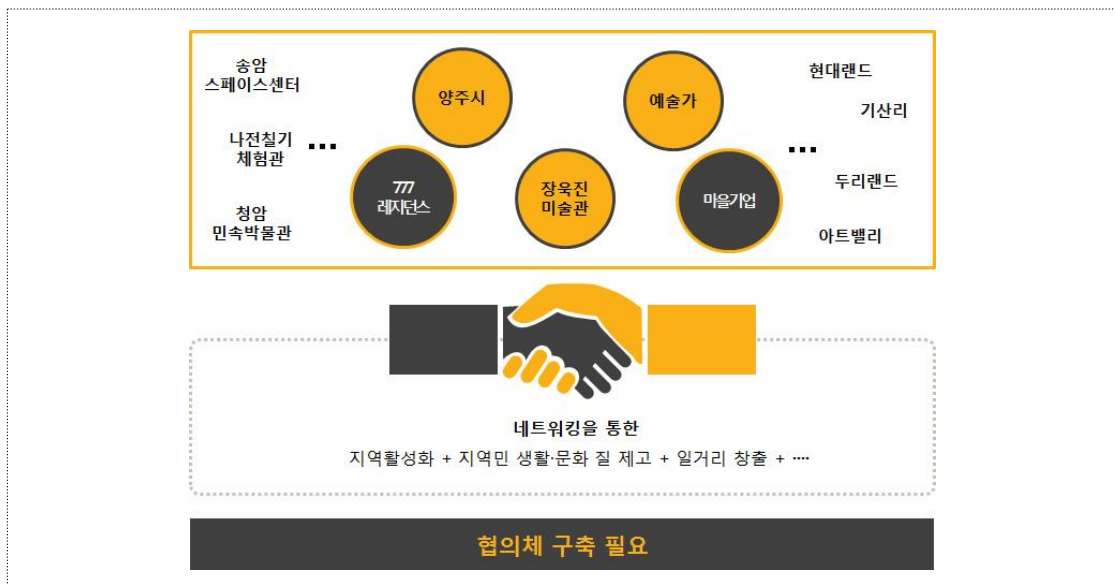 송암
스페이스센터
나전칠기
체험관
청암
민속박물관
...
양주시
777
레지던스
장욱진
미술관
예술가
마을기업
...
현대랜드
기산리
두리랜드
아트밸리
네트워킹을 통한
지역활성화 + 지역민 생활·문화 질 제고 + 일거리 창출 + ····
협의체 구축 필요